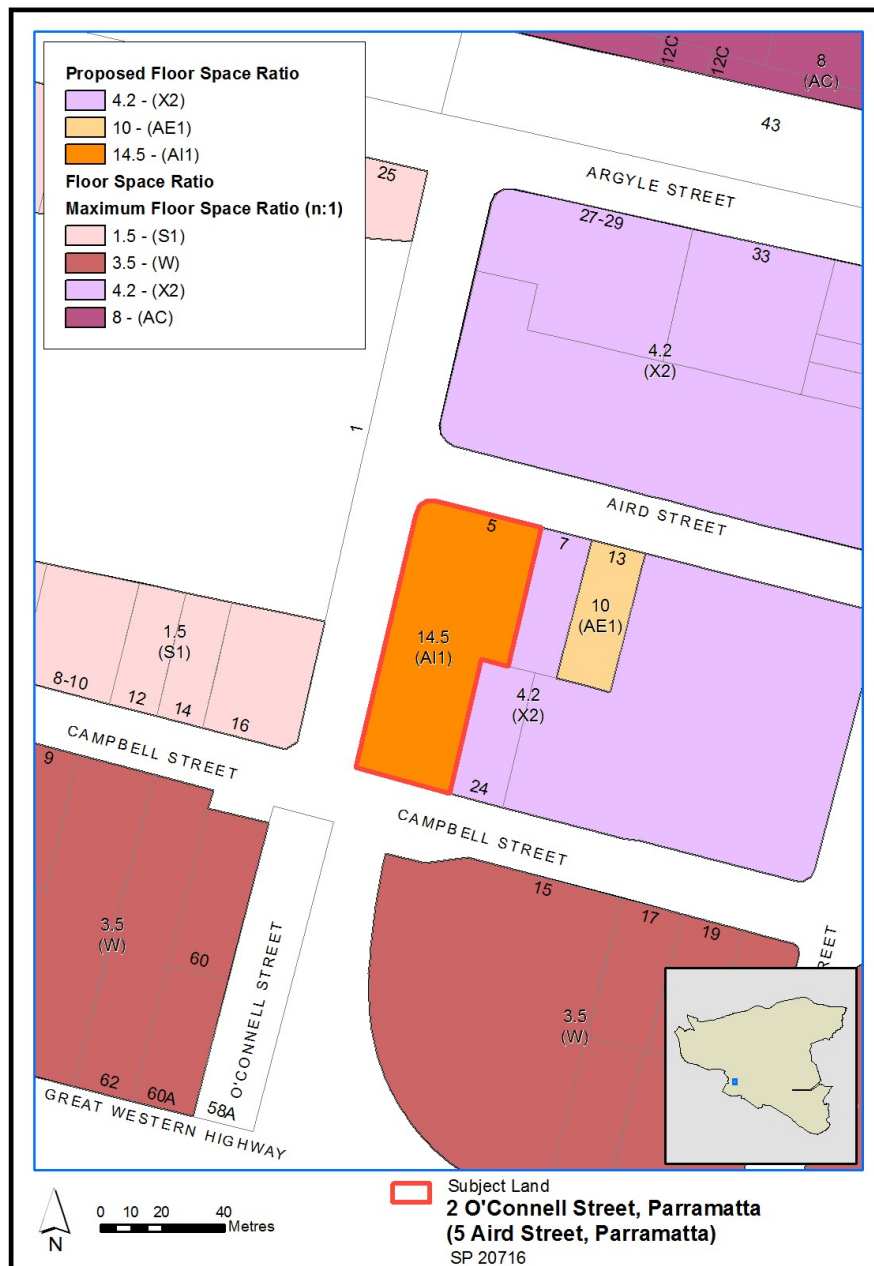 Proposed Floor Space Ratio
4.2 - (X2)
10 - (AE1)
14.5 - (AI1)
Floor Space Ratio
Maximum Floor Space Ratio (n:1)
1.5 - (S1)
3.5 - (W)
4.2 - (X2)
8 - (AC)
12C
12C
8
(AC)
43
25
ARGYLE STREET
27-29
33
4.2
(X2)
1
AIRD STREET
5
7
13
10
(AE1)
14.5
(AI1)
4.2
(X2)
24
1.5
(S1)
8-10
12
14
16
CAMPBELL STREET
CAMPBELL STREET
9
3.5
(W)
60
O'CONNELL STREET
15
17
19
REET
3.5
(W)
62
60A
58A
GREAT WESTERN HIGHWAY
N
0 10 20 40
Metres
Subject Land
2 O'Connell Street, Parramatta
(5 Aird Street, Parramatta)
SP 20716